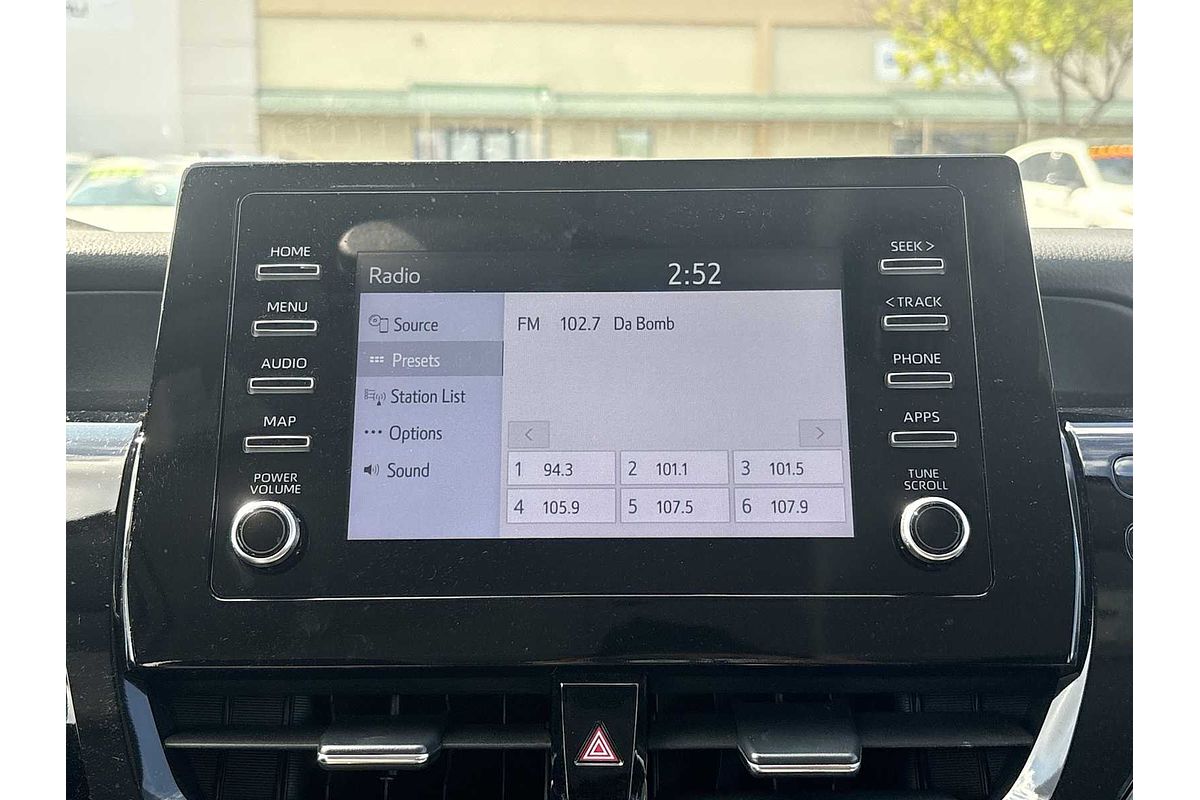 HOME
MENU
AUDIO
MAP
POWER
VOLUME
Radio
2:52
Source
Presets
Station List
Options
Sound
FM 102.7 Da Bomb
< >
1 94.3
2 101.1
3 101.5
4 105.9
5 107.5
6 107.9
SEEK >
< TRACK
PHONE
APPS
TUNE
SCROLL